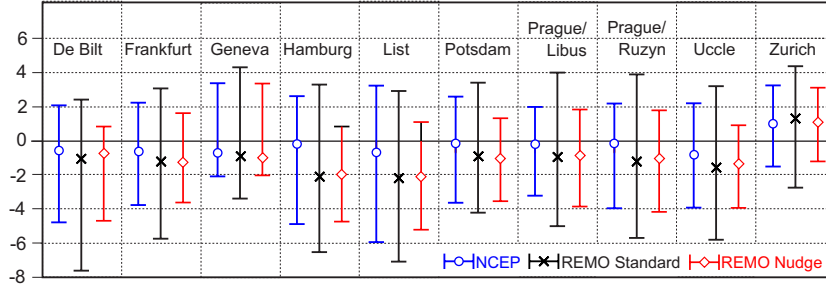 6
4
2
0
-2
-4
-6
-8
De Bilt
Frankfurt
Geneva
Hamburg
List
Potsdam
Prague/
Libus
Prague/
Ruzyn
Uccle
Zurich
NCEP
REMO Standard
REMO Nudge